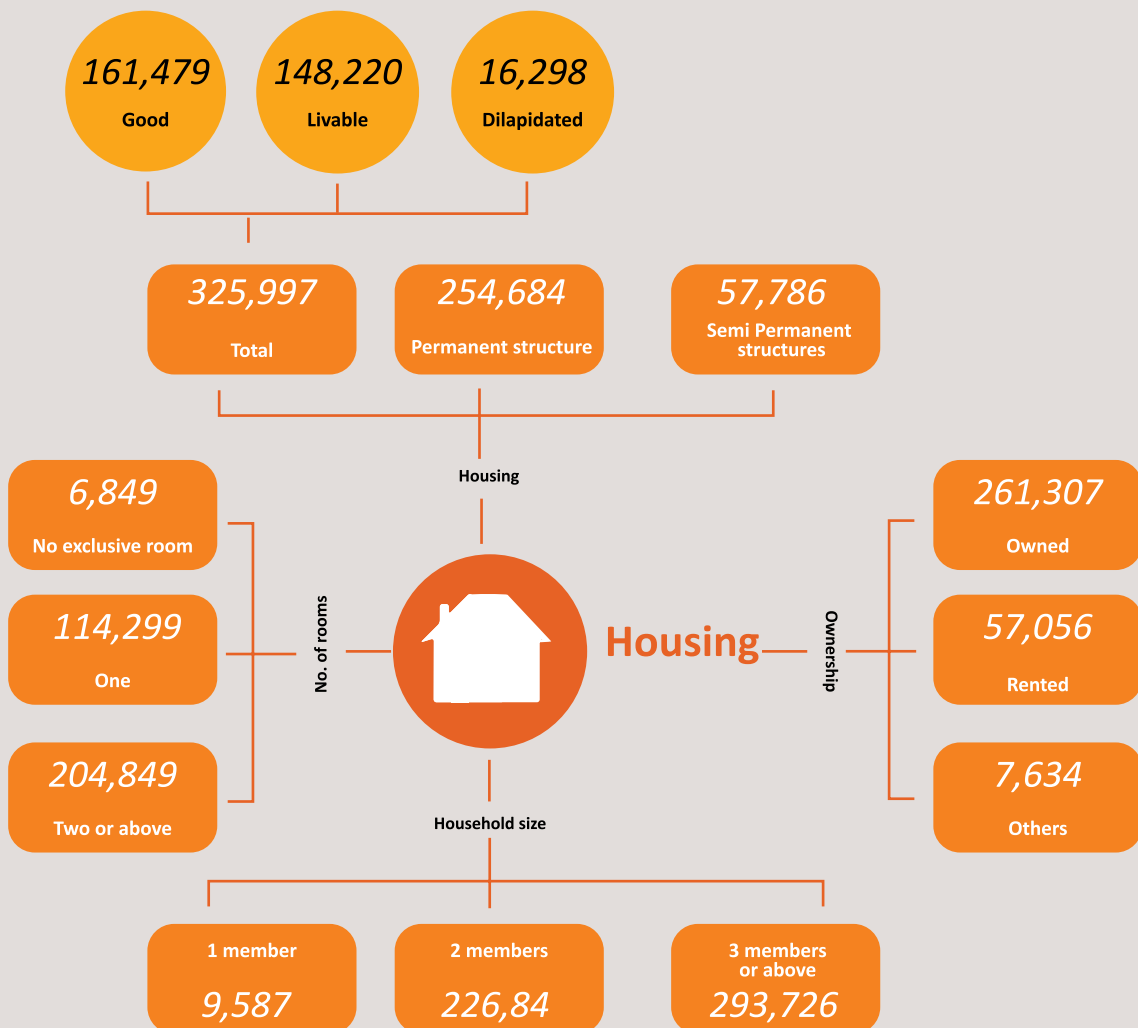 161,479
Good
148,220
Livable
16,298
Dilapidated
325,997
Total
254,684
Permanent structure
57,786
Semi Permanent
structures
Housing
6,849
No exclusive room
114,299
One
204,849
Two or above
No. of rooms
Housing
Ownership
261,307
Owned
57,056
Rented
7,634
Others
Household size
1 member
9,587
2 members
226,84
3 members
or above
293,726